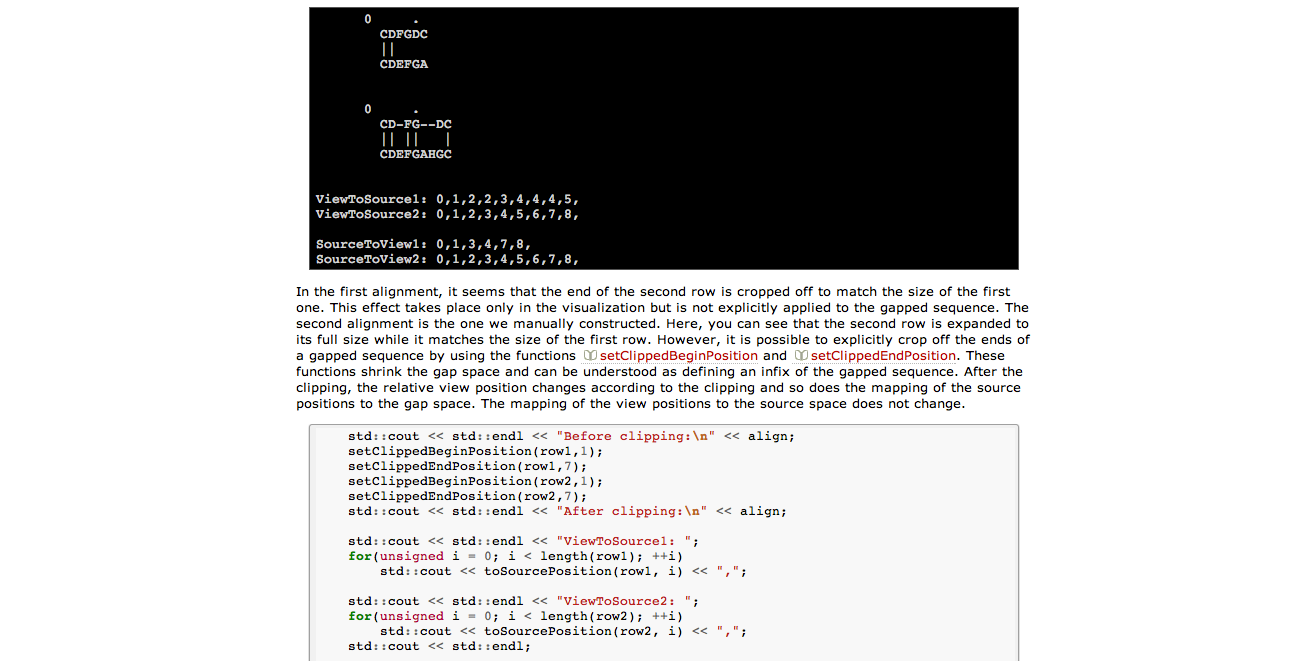 0     .
CDFGDC
||
CDEFGA
0     .
CD-FG--DC
|| ||   |
CDEFGAHGC
ViewToSource1: 0,1,2,2,3,4,4,4,5,
ViewToSource2: 0,1,2,3,4,5,6,7,8,
SourceToView1: 0,1,3,4,7,8,
SourceToView2: 0,1,2,3,4,5,6,7,8,
In the first alignment, it seems that the end of the second row is cropped off to match the size of the first
one. This effect takes place only in the visualization but is not explicitly applied to the gapped sequence. The
second alignment is the one we manually constructed. Here, you can see that the second row is expanded to
its full size while it matches the size of the first row. However, it is possible to explicitly crop off the ends of
a gapped sequence by using the functions setClippedBeginPosition and setClippedEndPosition. These
functions shrink the gap space and can be understood as defining an infix of the gapped sequence. After the
clipping, the relative view position changes according to the clipping and so does the mapping of the source
positions to the gap space. The mapping of the view positions to the source space does not change.
std::cout << std::endl << "Before clipping:\n" << align;
setClippedBeginPosition(row1,1);
setClippedEndPosition(row1,7);
setClippedBeginPosition(row2,1);
setClippedEndPosition(row2,7);
std::cout << std::endl << "After clipping:\n" << align;
std::cout << std::endl << "ViewToSource1: ";
for(unsigned i = 0; i < length(row1); ++i)
std::cout << toSourcePosition(row1, i) << ",";
std::cout << std::endl << "ViewToSource2: ";
for(unsigned i = 0; i < length(row2); ++i)
std::cout << toSourcePosition(row2, i) << ",";
std::cout << std::endl;